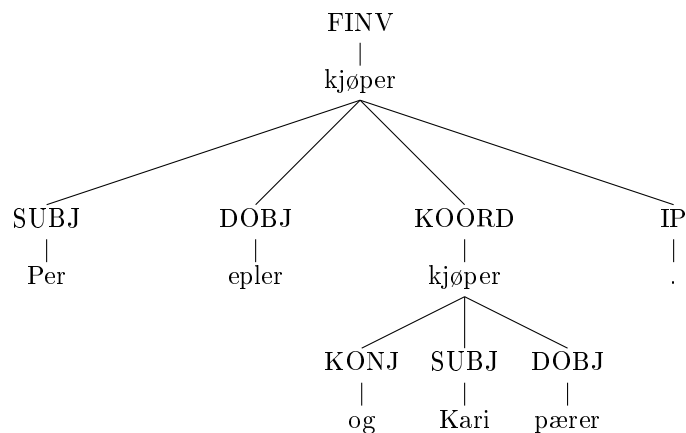 FINV
kjøper
SUBJ DOBJ KOORD IP
Per epler kjøper .
KONJ SUBJ DOBJ
og Kari pærer